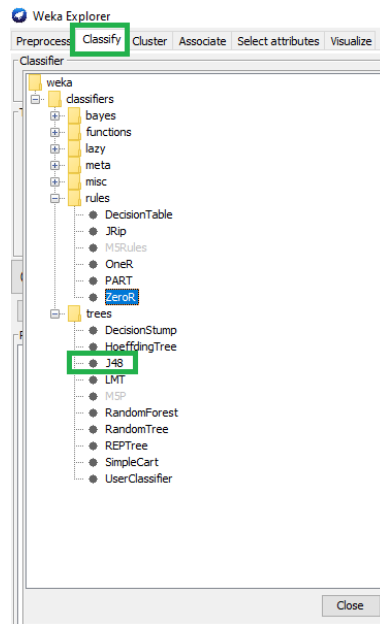 Weka Explorer
Preprocess Classify Cluster Associate Select attributes Visualize
Classifier
weka
classifiers
bayes
functions
lazy
meta
misc
rules
DecisionTable
JRip
M5Rules
OneR
PART
ZeroR
trees
DecisionStump
HoeffdingTree
J48
LMT
M5P
RandomForest
RandomTree
REPTree
SimpleCart
UserClassifier
Close